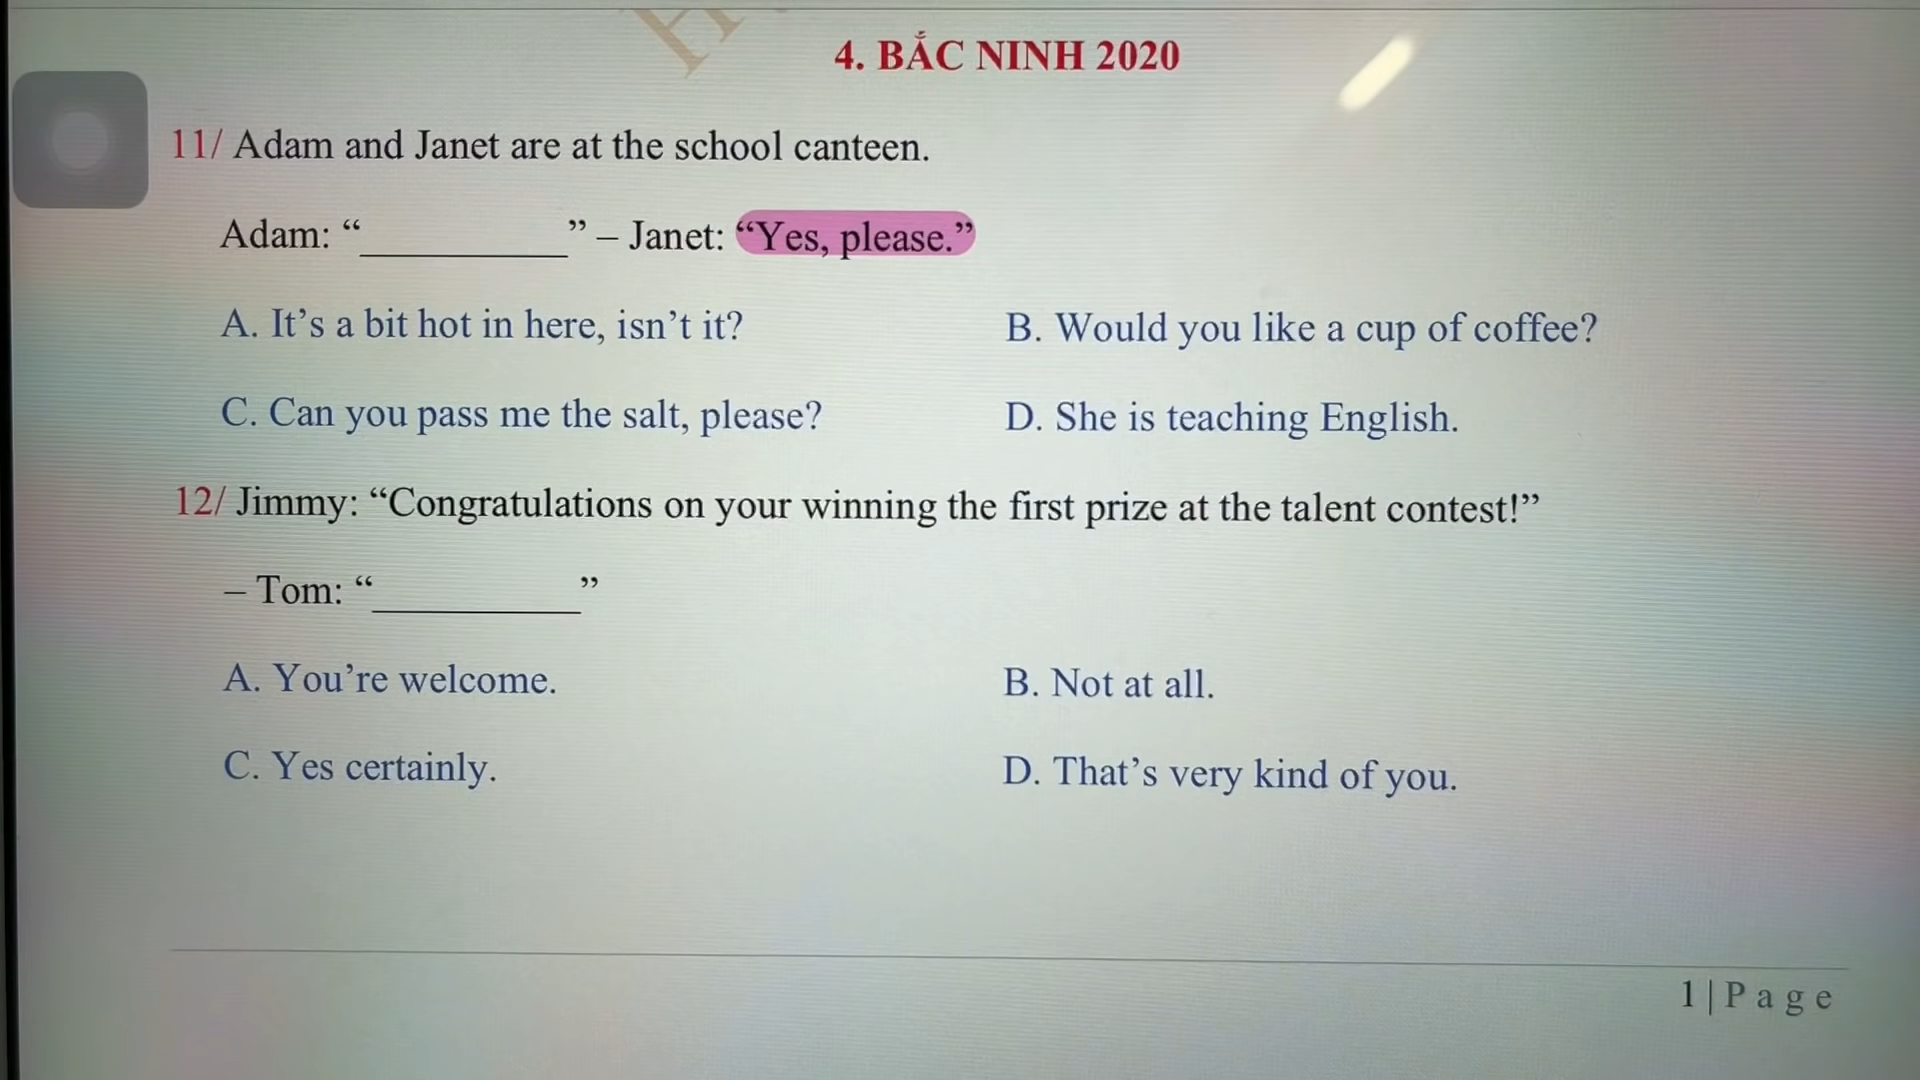 4. BẮC NINH 2020
11/ Adam and Janet are at the school canteen.
Adam: “__________” – Janet: “Yes, please.”
A. It’s a bit hot in here, isn’t it? B. Would you like a cup of coffee?
C. Can you pass me the salt, please? D. She is teaching English.
12/ Jimmy: “Congratulations on your winning the first prize at the talent contest!”
– Tom: “__________”
A. You’re welcome. B. Not at all.
C. Yes certainly. D. That’s very kind of you.
1 | P a g e